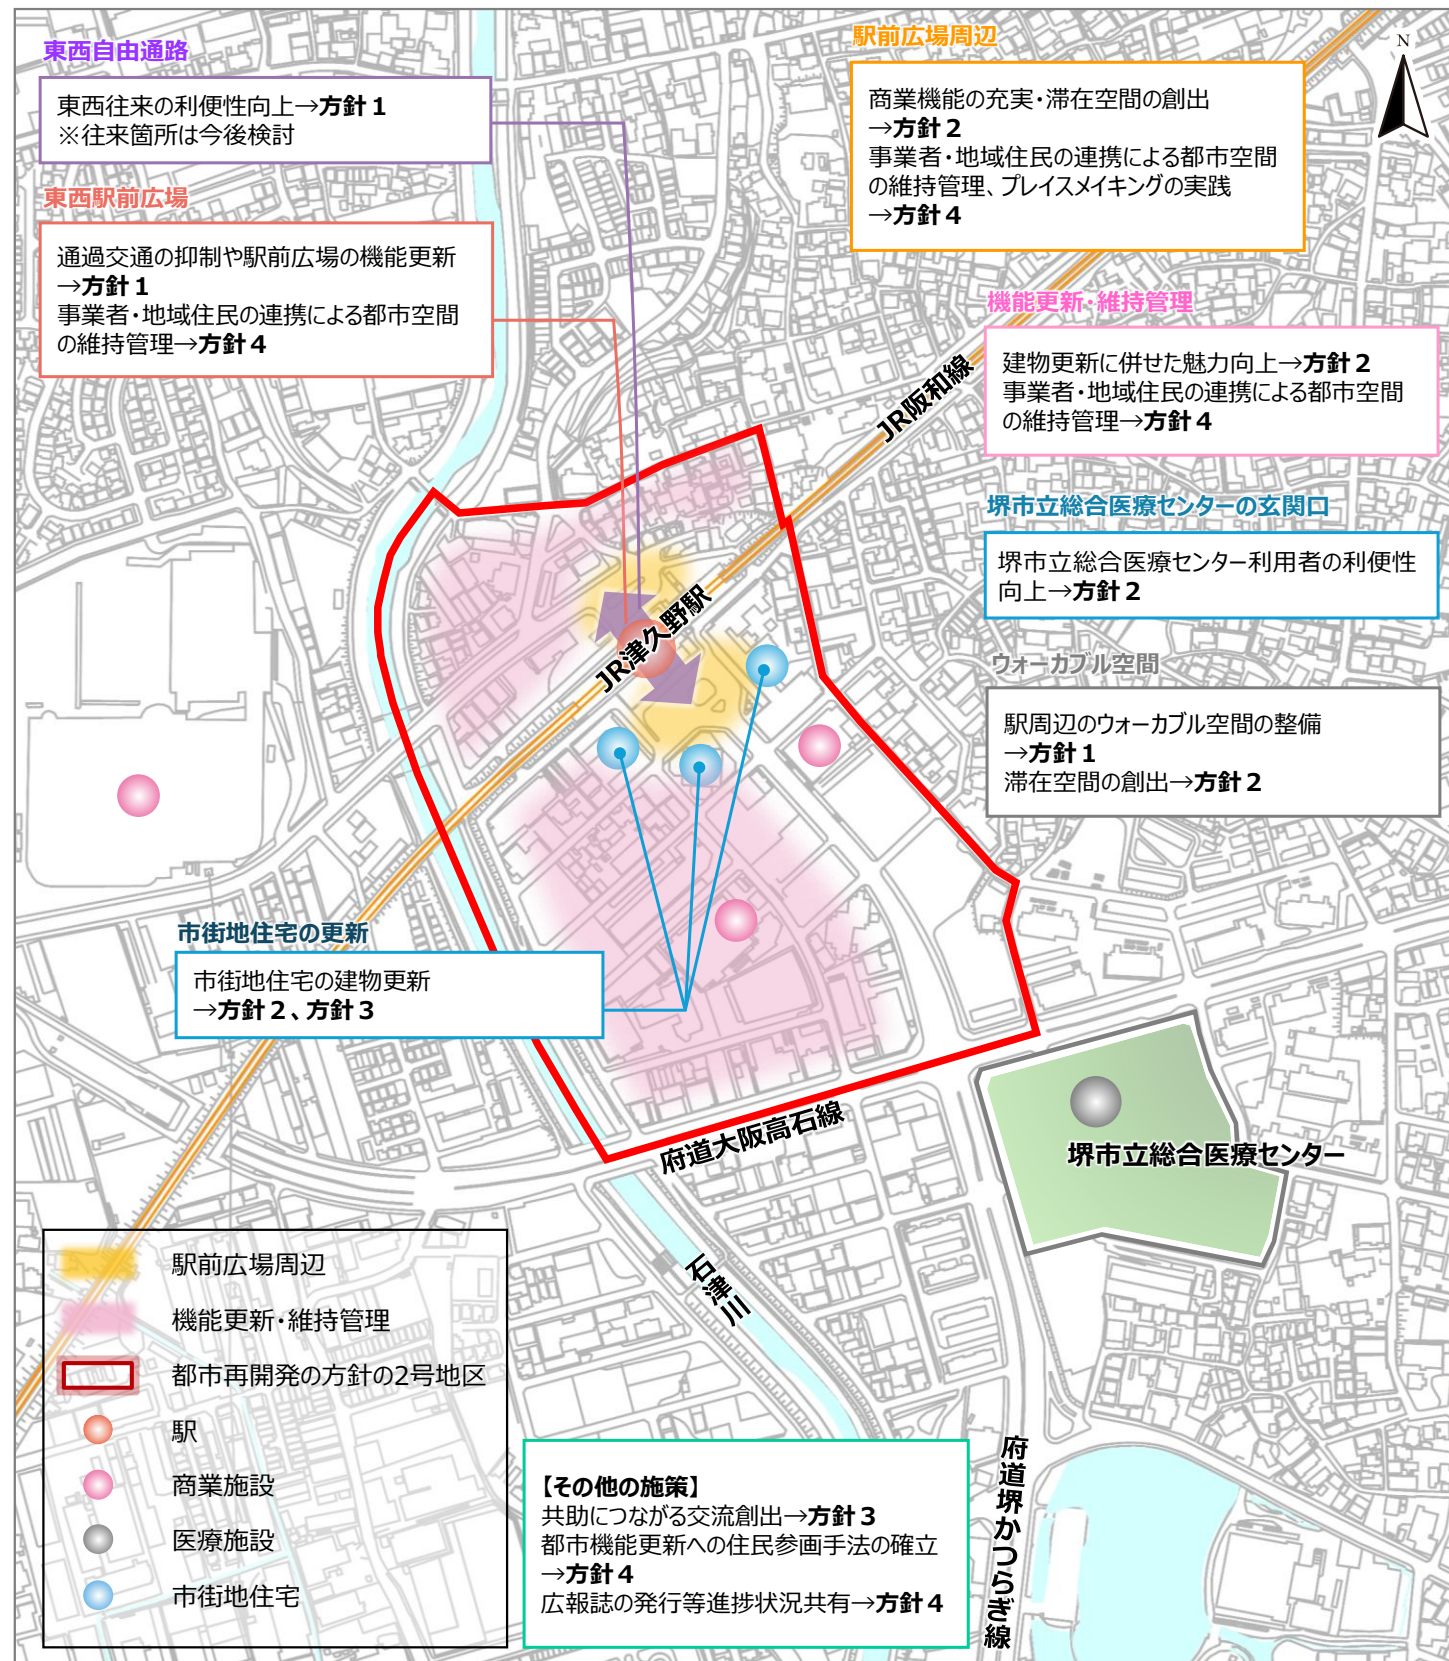 東西自由通路
東西往来の利便性向上→方針1
※往来箇所は今後検討
東西駅前広場
通過交通の抑制や駅前広場の機能更新
→方針1
事業者・地域住民の連携による都市空間
の維持管理→方針4
駅前広場周辺
商業機能の充実・滞在空間の創出
→方針2
事業者・地域住民の連携による都市空間
の維持管理、プレイスメイキングの実践
→方針4
N
機能更新・維持管理
建物更新に併せた魅力向上→方針2
事業者・地域住民の連携による都市空間
の維持管理→方針4
JR阪和線
堺市立総合医療センターの玄関口
堺市立総合医療センター利用者の利便性
向上→方針2
JR津久野駅
ウォーカブル空間
駅周辺のウォーカブル空間の整備
→方針1
滞在空間の創出→方針2
市街地住宅の更新
市街地住宅の建物更新
→方針2、方針3
府道大阪高石線
堺市立総合医療センター
石津川
府道堺かつらぎ線
駅前広場周辺
機能更新・維持管理
都市再開発の方針の2号地区
駅
商業施設
医療施設
市街地住宅
【その他の施策】
共助につながる交流創出→方針3
都市機能更新への住民参画手法の確立
→方針4
広報誌の発行等進捗状況共有→方針4